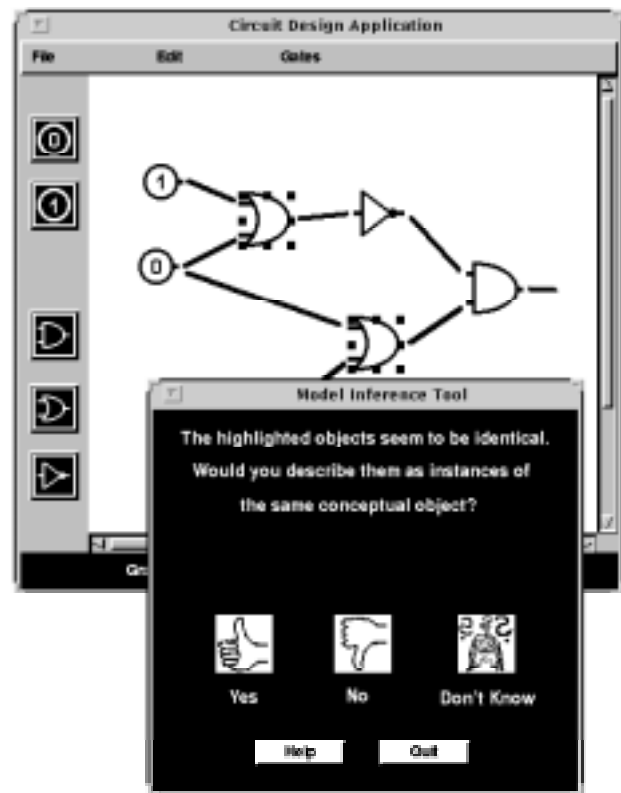 Circuit Design Application
File Edit Gates
0
1
1
0
Model Inference Tool
The highlighted objects seem to be identical.
Would you describe them as instances of
the same conceptual object?
Yes No Don't Know
Help Quit